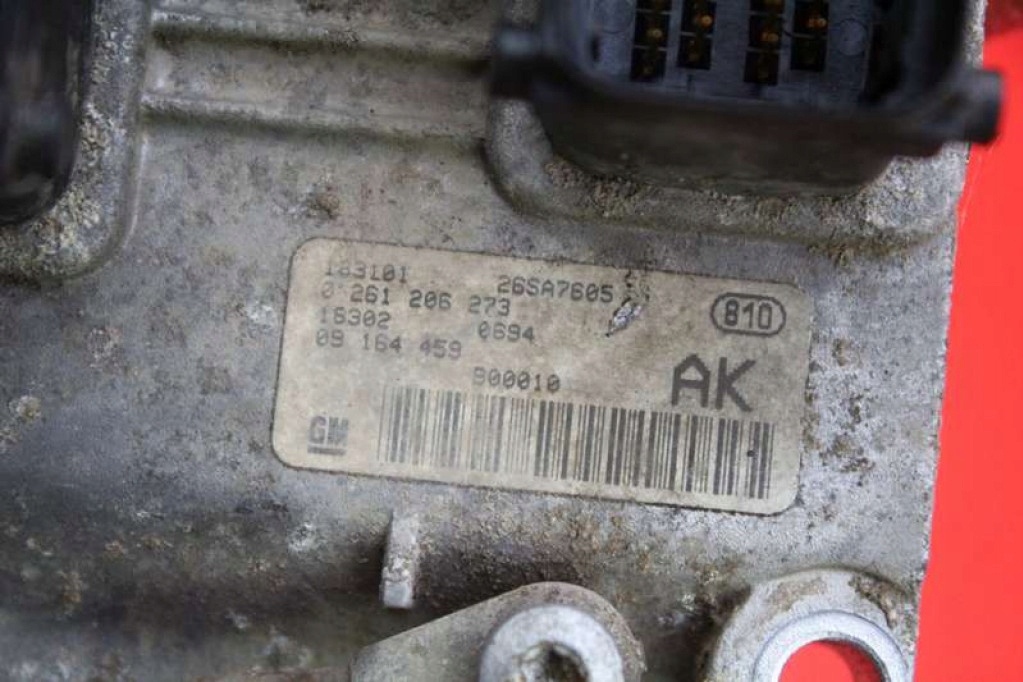 183101 26SA7605
0 261 206 273
16302 0694
810
09 164 459
B00010
AK
GM